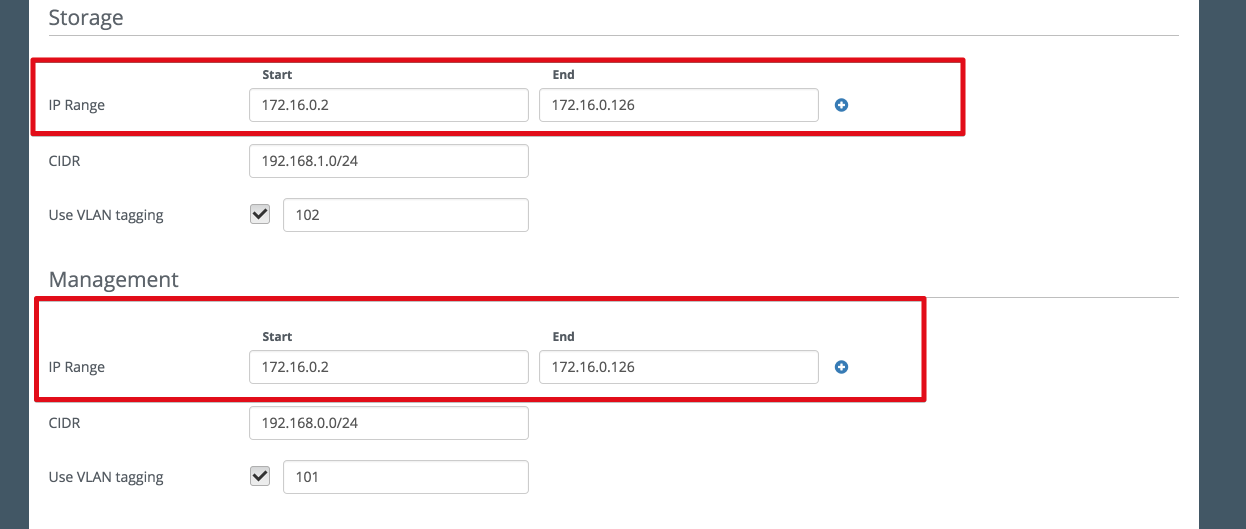 Storage
Start End
IP Range 172.16.0.2 172.16.0.126
CIDR 192.168.1.0/24
Use VLAN tagging 102
Management
Start End
IP Range 172.16.0.2 172.16.0.126
CIDR 192.168.0.0/24
Use VLAN tagging 101